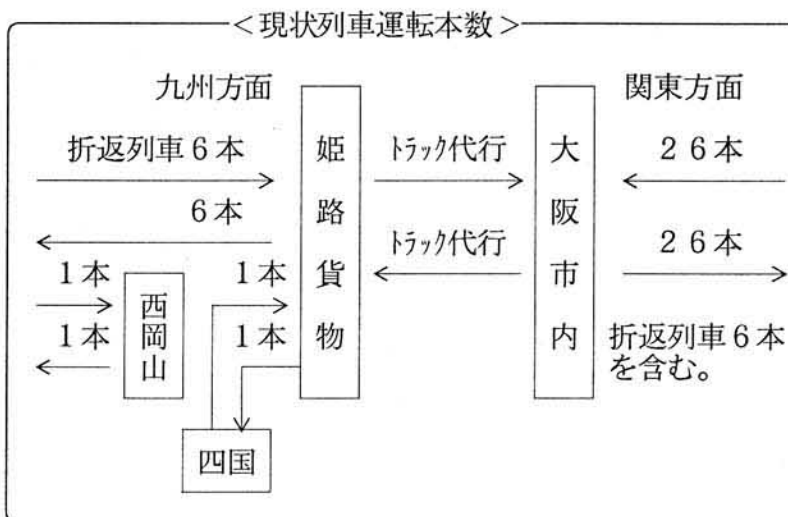 ＜現状列車運転本数＞
九州方面
関東方面
折返列車６本
６本
１本
１本
西岡山
１本
１本
四国
姫路貨物
ﾄﾗｯｸ代行
ﾄﾗｯｸ代行
大阪市内
２６本
２６本
折返列車６本
を含む。